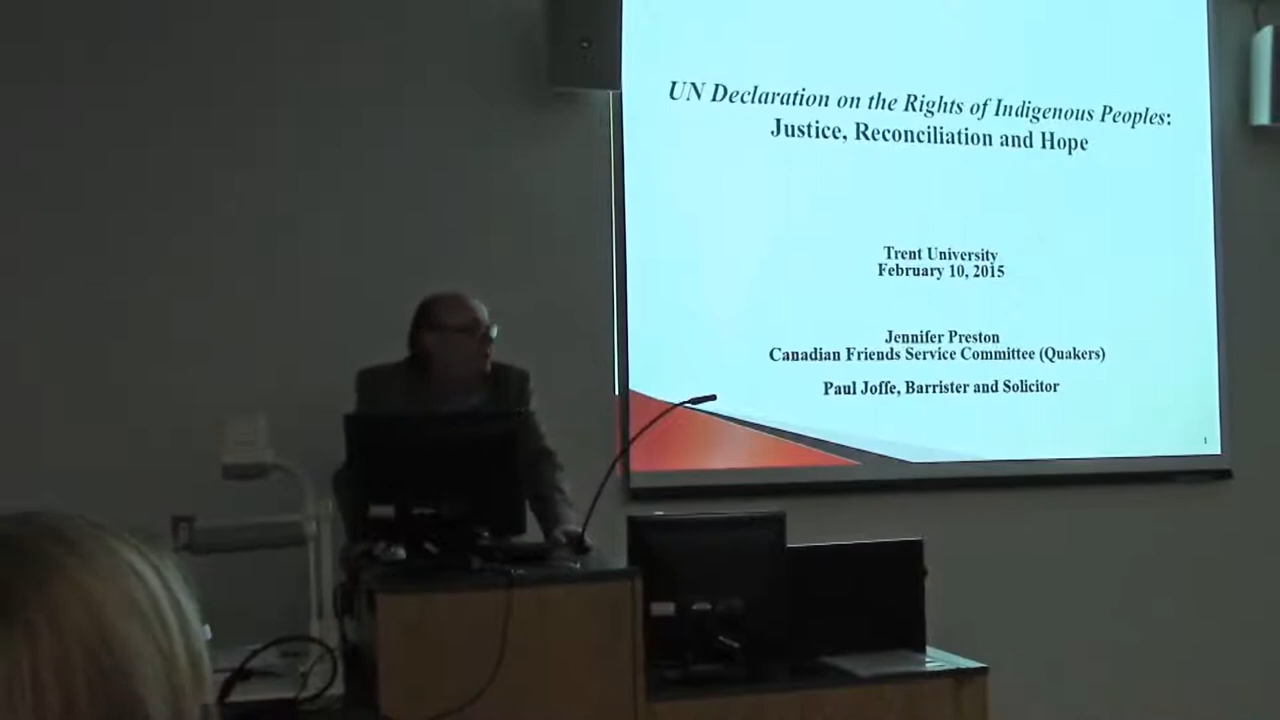 UN Declaration on the Rights of Indigenous Peoples:
Justice, Reconciliation and Hope
Trent University
February 10, 2015
Jennifer Preston
Canadian Friends Service Committee (Quakers)
Paul Joffe, Barrister and Solicitor
1